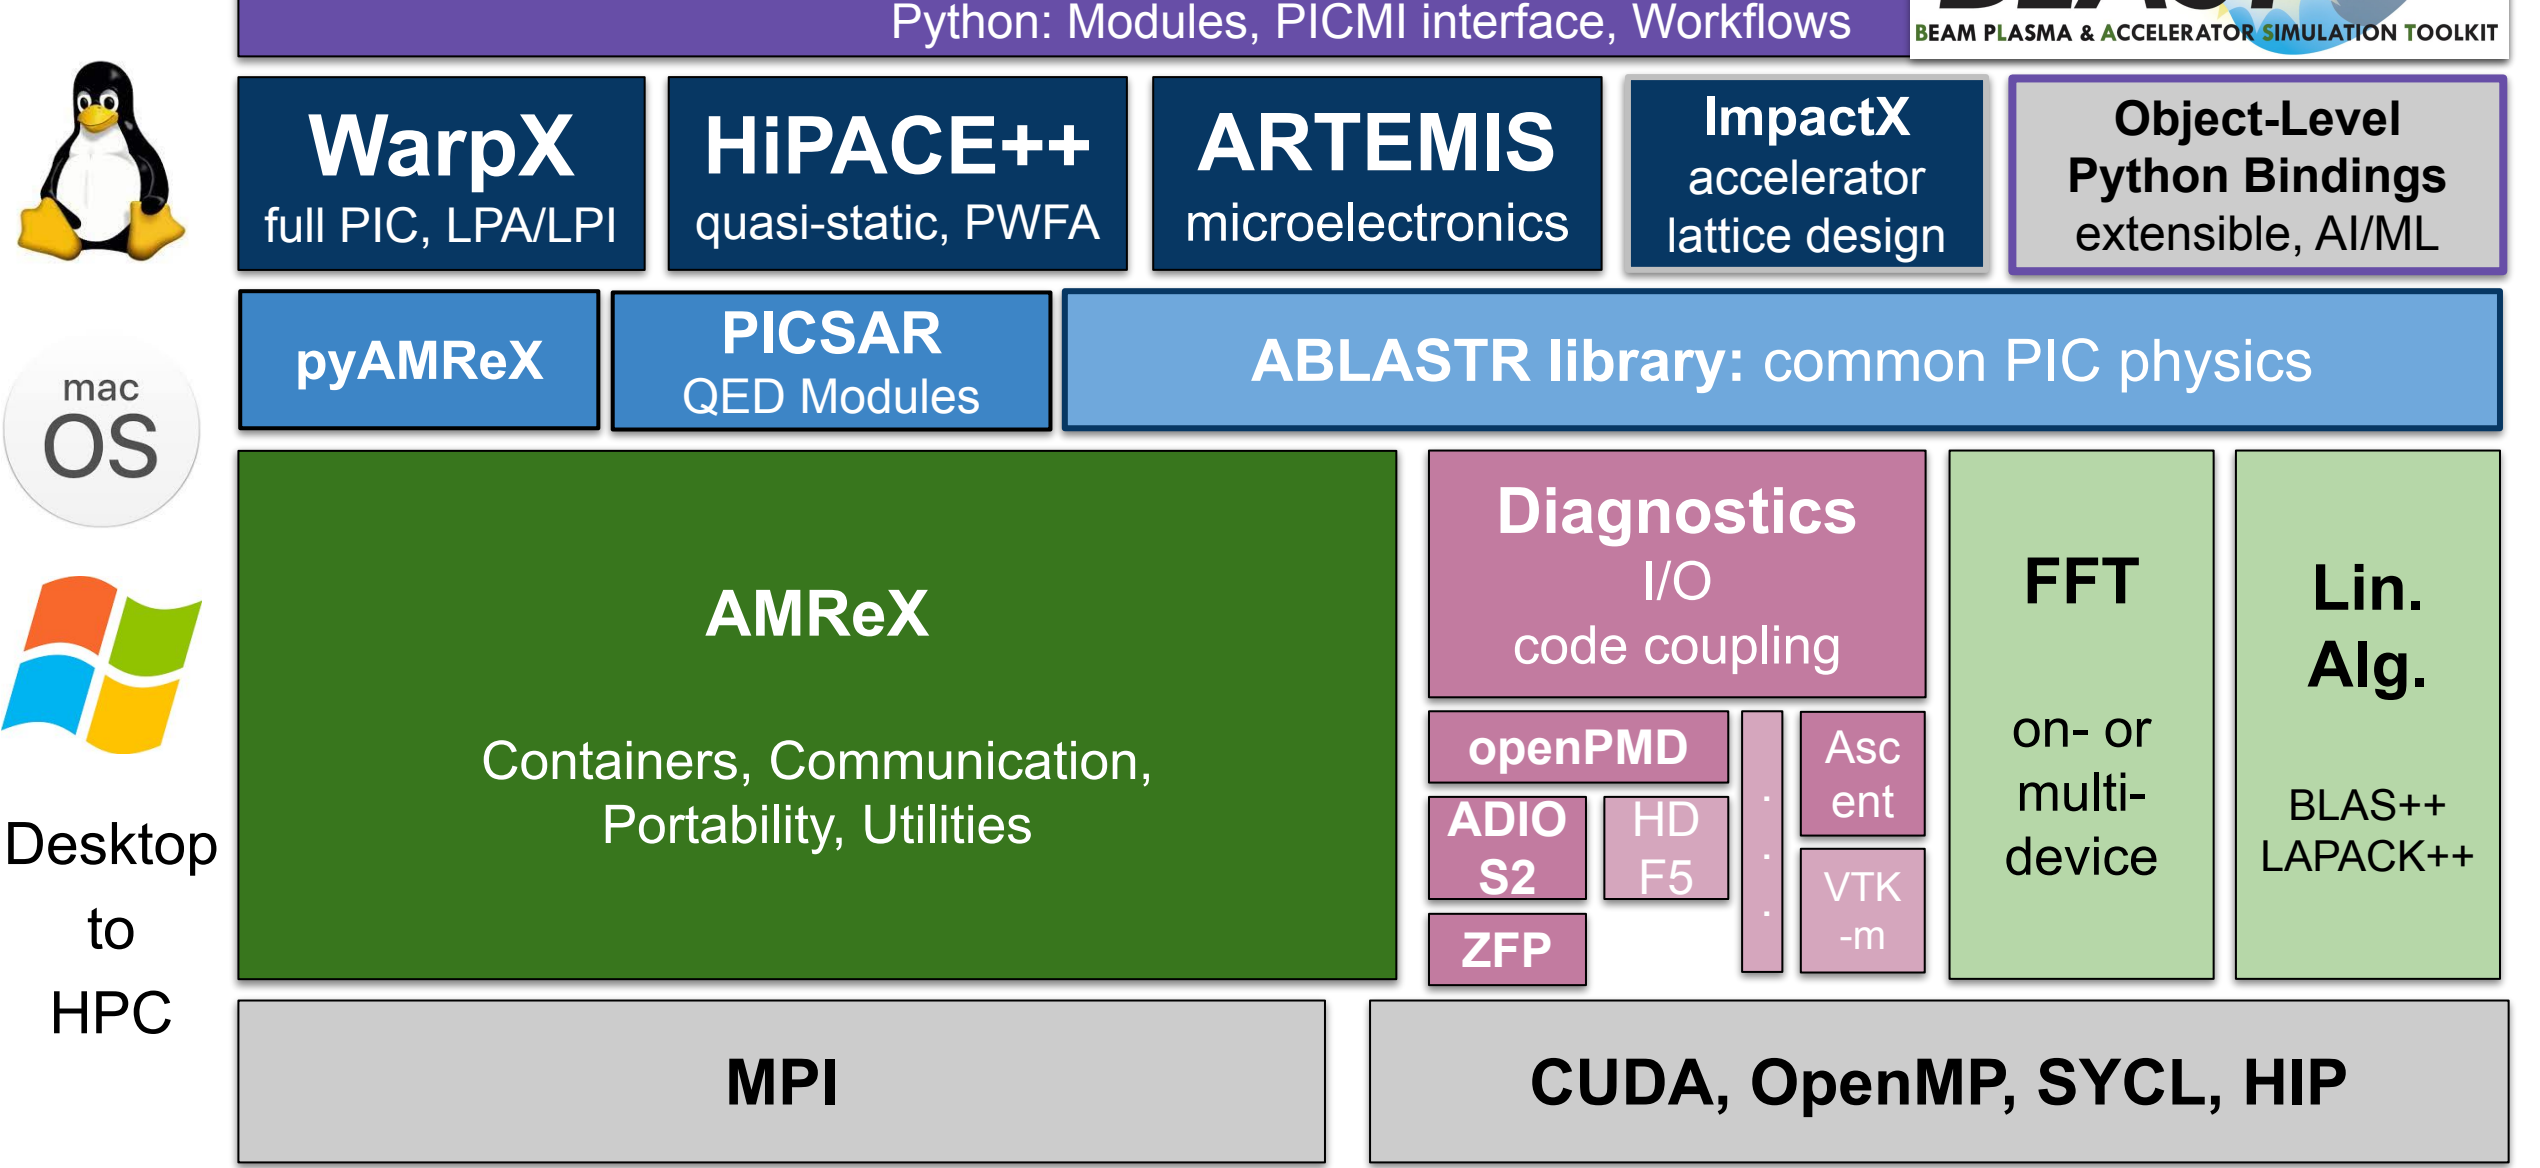 Python: Modules, PICMI interface, Workflows
BEAM PLASMA & ACCELERATOR SIMULATION TOOLKIT
WarpX
full PIC, LPA/LPI
HiPACE++
quasi-static, PWFA
ARTEMIS
microelectronics
ImpactX
accelerator
lattice design
Object-Level
Python Bindings
extensible, AI/ML
pyAMReX
PICSAR
QED Modules
ABLASTR library: common PIC physics
mac
OS
AMReX
Containers, Communication,
Portability, Utilities
Diagnostics
I/O
code coupling
openPMD
ADIO
S2
HD
F5
ZFP
.
.
.
Asc
ent
VTK
-m
FFT
on- or
multi-
device
Lin.
Alg.
BLAS++
LAPACK++
Desktop
to
HPC
MPI
CUDA, OpenMP, SYCL, HIP